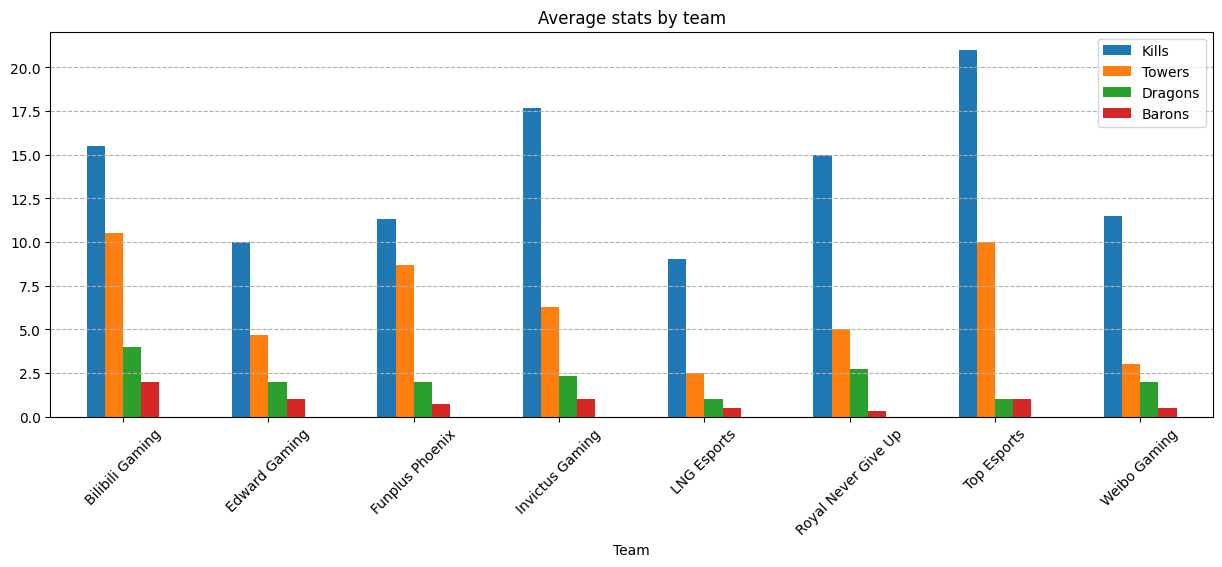 Average stats by team
Kills
Towers
Dragons
Barons
20.0
17.5
15.0
12.5
10.0
7.5
5.0
2.5
0.0
Bilibili Gaming
Edward Gaming
Funplus Phoenix
Invictus Gaming
LNG Esports
Royal Never Give Up
Top Esports
Weibo Gaming
Team